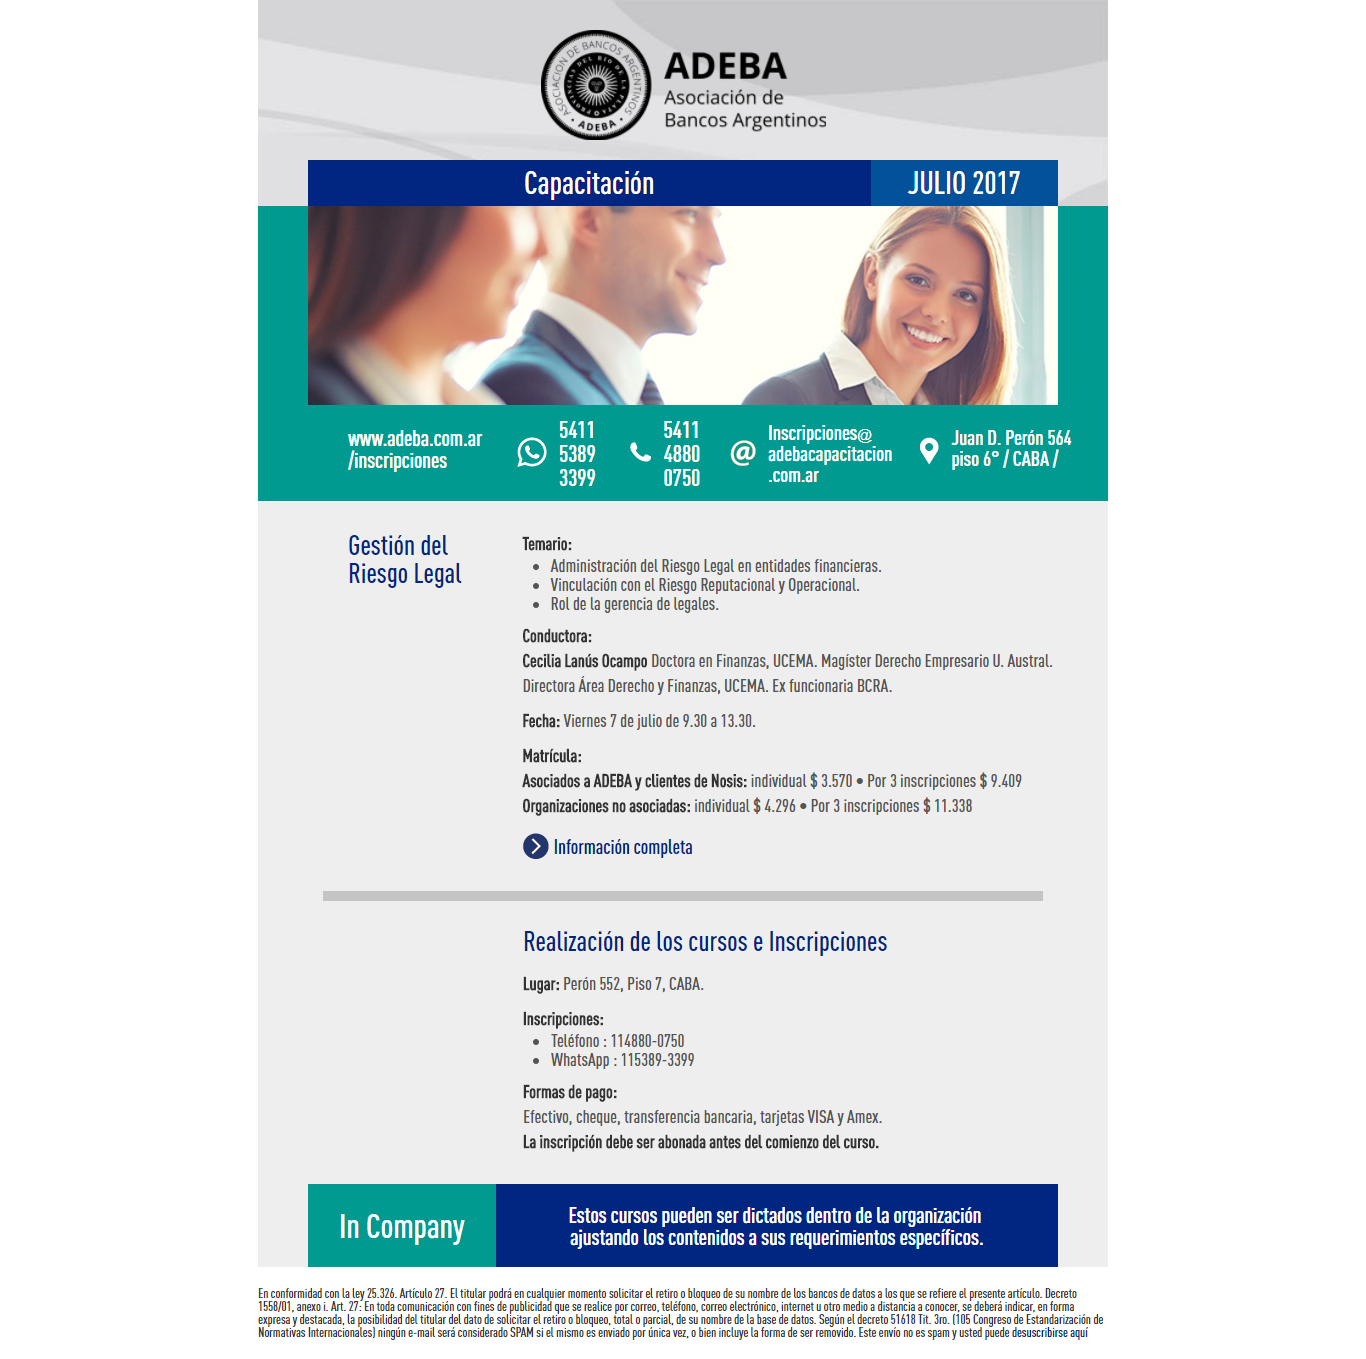 ASOCIACION DE BANCOS ARGENTINOS
• ADEBA •
ADEBA
Asociación de
Bancos Argentinos
Capacitación
JULIO 2017
www.adeba.com.ar
/inscripciones
5411
5389
3399
5411
4880
0750
@
Inscripciones@
adebacapacitacion
.com.ar
Juan D. Perón 564
piso 6° / CABA /
Gestión del
Riesgo Legal
Temario:
• Administración del Riesgo Legal en entidades financieras.
• Vinculación con el Riesgo Reputacional y Operacional.
• Rol de la gerencia de legales.
Conductora:
Cecilia Lanús Ocampo Doctora en Finanzas, UCEMA. Magíster Derecho Empresario U. Austral.
Directora Área Derecho y Finanzas, UCEMA. Ex funcionaria BCRA.
Fecha: Viernes 7 de julio de 9.30 a 13.30.
Matrícula:
Asociados a ADEBA y clientes de Nosis: individual $ 3.570 • Por 3 inscripciones $ 9.409
Organizaciones no asociadas: individual $ 4.296 • Por 3 inscripciones $ 11.338
Información completa
Realización de los cursos e Inscripciones
Lugar: Perón 552, Piso 7, CABA.
Inscripciones:
• Teléfono : 114880-0750
• WhatsApp : 115389-3399
Formas de pago:
Efectivo, cheque, transferencia bancaria, tarjetas VISA y Amex.
La inscripción debe ser abonada antes del comienzo del curso.
In Company
Estos cursos pueden ser dictados dentro de la organización
ajustando los contenidos a sus requerimientos específicos.
En conformidad con la ley 25.326. Artículo 27. El titular podrá en cualquier momento solicitar el retiro o bloqueo de su nombre de los bancos de datos a los que se refiere el presente artículo. Decreto
1558/01, anexo i. Art. 27: En toda comunicación con fines de publicidad que se realice por correo, teléfono, correo electrónico, internet u otro medio a distancia a conocer, se deberá indicar, en forma
expresa y destacada, la posibilidad del titular del dato de solicitar el retiro o bloqueo, total o parcial, de su nombre de la base de datos. Según el decreto 51618 Tit. 3ro. (105 Congreso de Estandarización de
Normativas Internacionales) ningún e-mail será considerado SPAM si el mismo es enviado por única vez, o bien incluye la forma de ser removido. Este envío no es spam y usted puede desuscribirse aquí